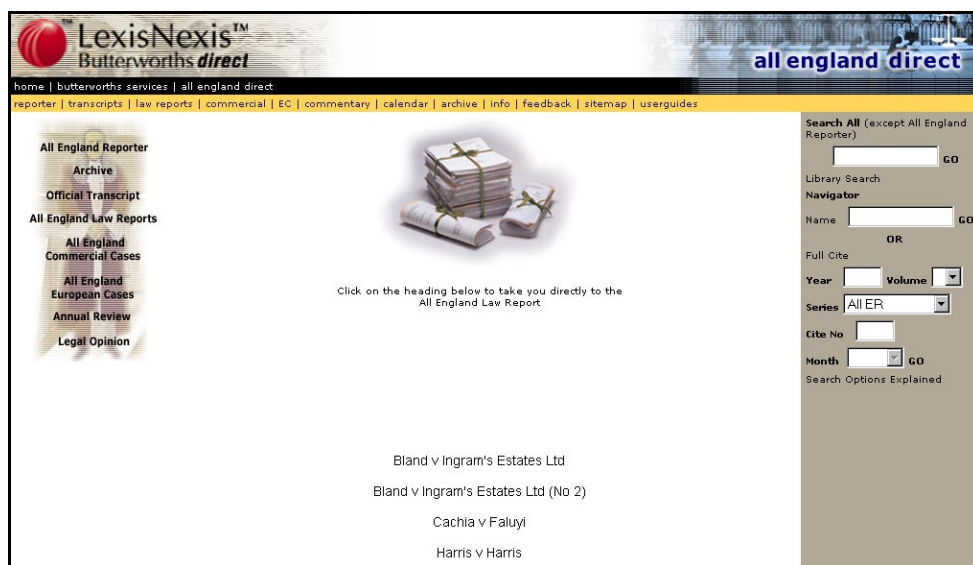 LexisNexis™
Butterworths direct
all england direct
home | butterworths services | all england direct
reporter | transcripts | law reports | commercial | EC | commentary | calendar | archive | info | feedback | sitemap | userguides
All England Reporter
Archive
Official Transcript
All England Law Reports
All England
Commercial Cases
All England
European Cases
Annual Review
Legal Opinion
Click on the heading below to take you directly to the
All England Law Report
Bland v Ingram's Estates Ltd
Bland v Ingram's Estates Ltd (No 2)
Cachia v Faluyi
Harris v Harris
Search All (except All England
Reporter)
GO
Library Search
Navigator
Name GO
OR
Full Cite
Year Volume
Series All ER
Cite No
Month GO
Search Options Explained